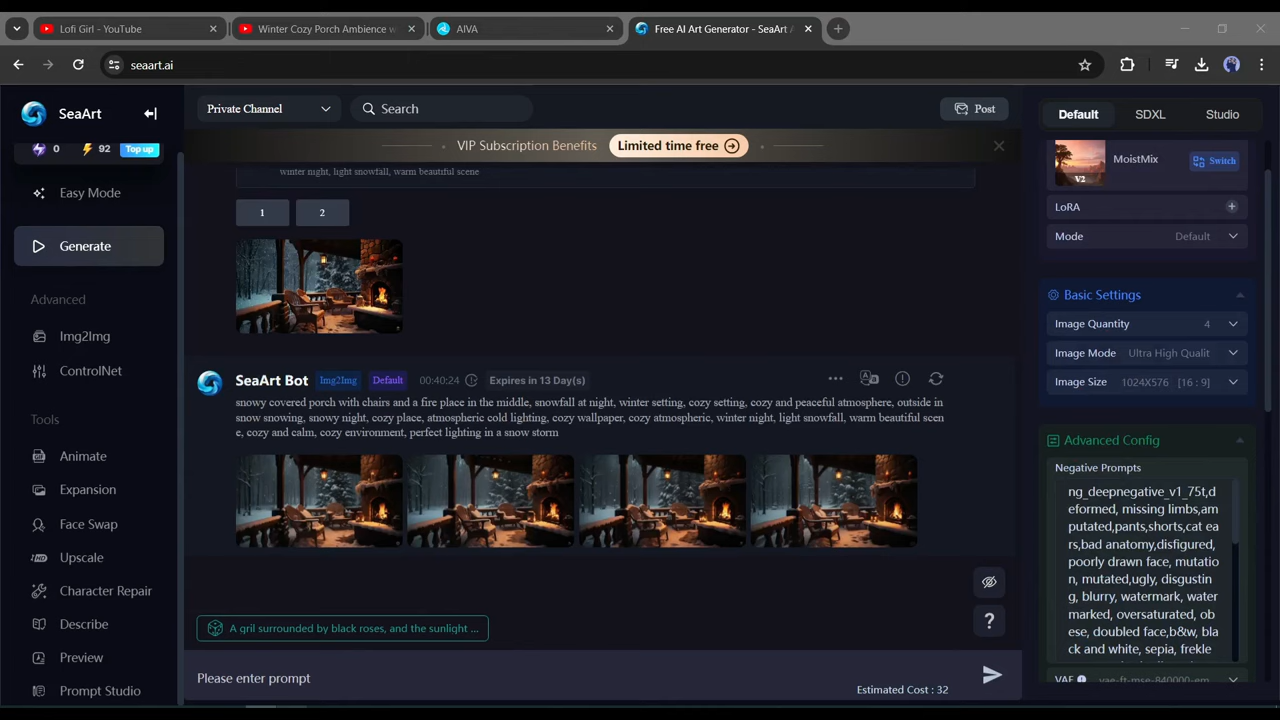 Lofi Girl - YouTube
Winter Cozy Porch Ambience w
AIVA
Free AI Art Generator - SeaArt A
seaart.ai
SeaArt
0
92
Top up
Easy Mode
Generate
Advanced
Img2Img
ControlNet
Tools
Animate
Expansion
Face Swap
HD
Upscale
Character Repair
Describe
Preview
Prompt Studio
Private Channel
Search
Post
VIP Subscription Benefits
Limited time free
winter night, light snowfall, warm beautiful scene
1
2
SeaArt Bot
Img2Img
Default
00:40:24
Expires in 13 Day(s)
snowy covered porch with chairs and a fire place in the middle, snowfall at night, winter setting, cozy setting, cozy and peaceful atmosphere, outside in
snow snowing, snowy night, cozy place, atmospheric cold lighting, cozy wallpaper, cozy atmospheric, winter night, light snowfall, warm beautiful scen
e, cozy and calm, cozy environment, perfect lighting in a snow storm
A gril surrounded by black roses, and the sunlight ...
?
Please enter prompt
Estimated Cost : 32
Default
SDXL
Studio
V2
MoistMix
Switch
LoRA
Mode
Default
Basic Settings
Image Quantity
4
Image Mode
Ultra High Qualit
Image Size
1024X576 [16 : 9]
Advanced Config
Negative Prompts
ng_deepnegative_v1_75t,d
eformed, missing limbs,am
putated,pants,shorts,cat ea
rs,bad anatomy,disfigured,
poorly drawn face, mutatio
n, mutated,ugly, disgustin
g, blurry, watermark, water
marked, oversaturated, ob
ese, doubled face,b&w, bla
ck and white, sepia, frekle
VAE
vae-ft-mse-840000-em